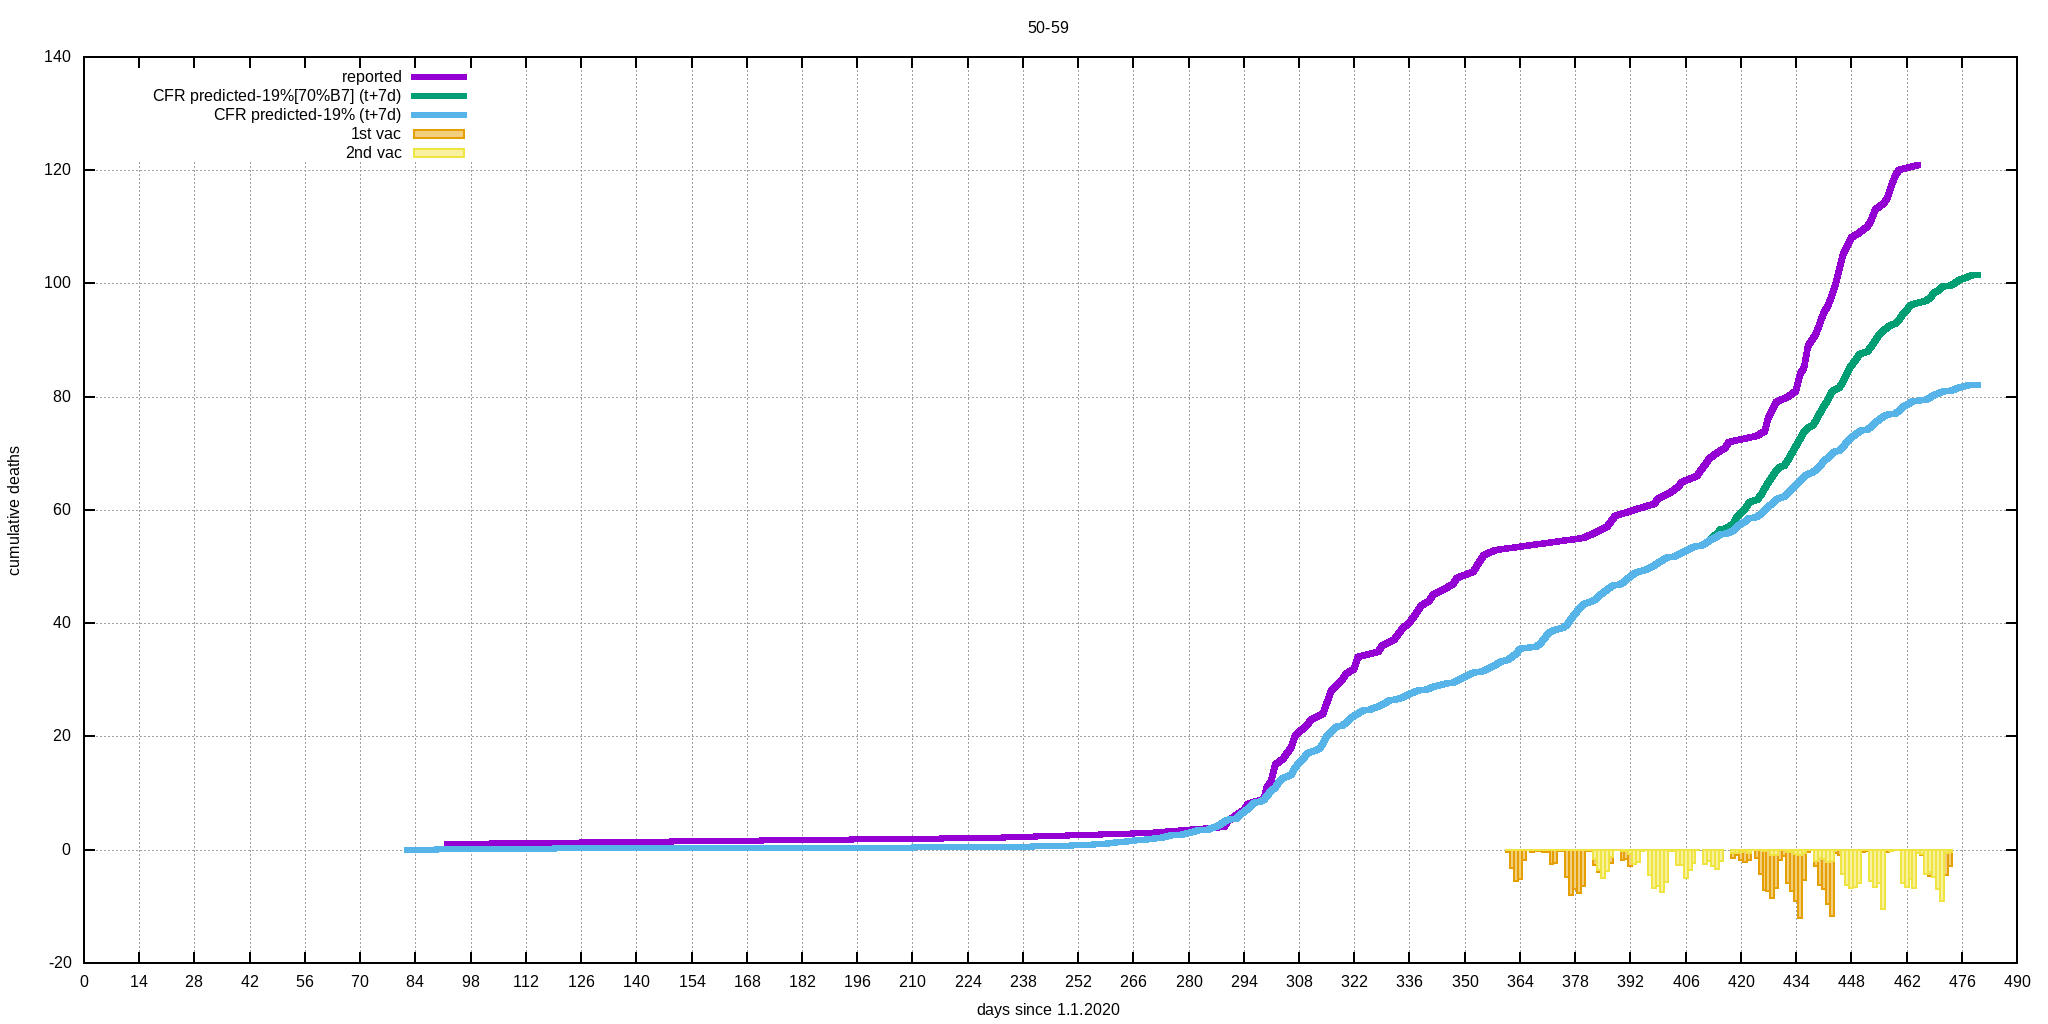 50-59
140
120
100
80
60
40
20
0
-20
cumulative deaths
reported
CFR predicted-19%[70%B7] (t+7d)
CFR predicted-19% (t+7d)
1st vac
2nd vac
0 14 28 42 56 70 84 98 112 126 140 154 168 182 196 210 224 238 252 266 280 294 308 322 336 350 364 378 392 406 420 434 448 462 476 490
days since 1.1.2020